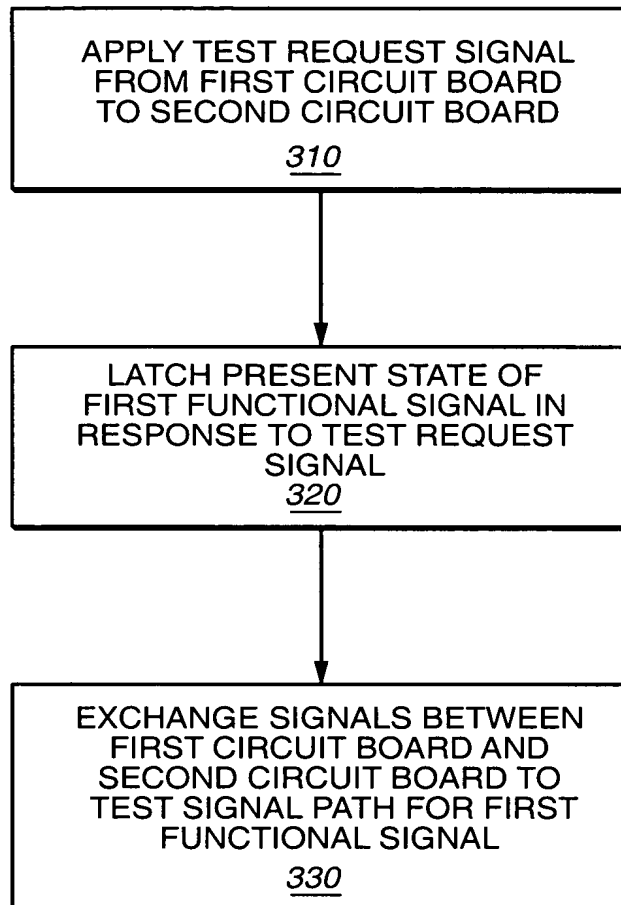 APPLY TEST REQUEST SIGNAL
FROM FIRST CIRCUIT BOARD
TO SECOND CIRCUIT BOARD
310
LATCH PRESENT STATE OF
FIRST FUNCTIONAL SIGNAL IN
RESPONSE TO TEST REQUEST
SIGNAL
320
EXCHANGE SIGNALS BETWEEN
FIRST CIRCUIT BOARD AND
SECOND CIRCUIT BOARD TO
TEST SIGNAL PATH FOR FIRST
FUNCTIONAL SIGNAL
330